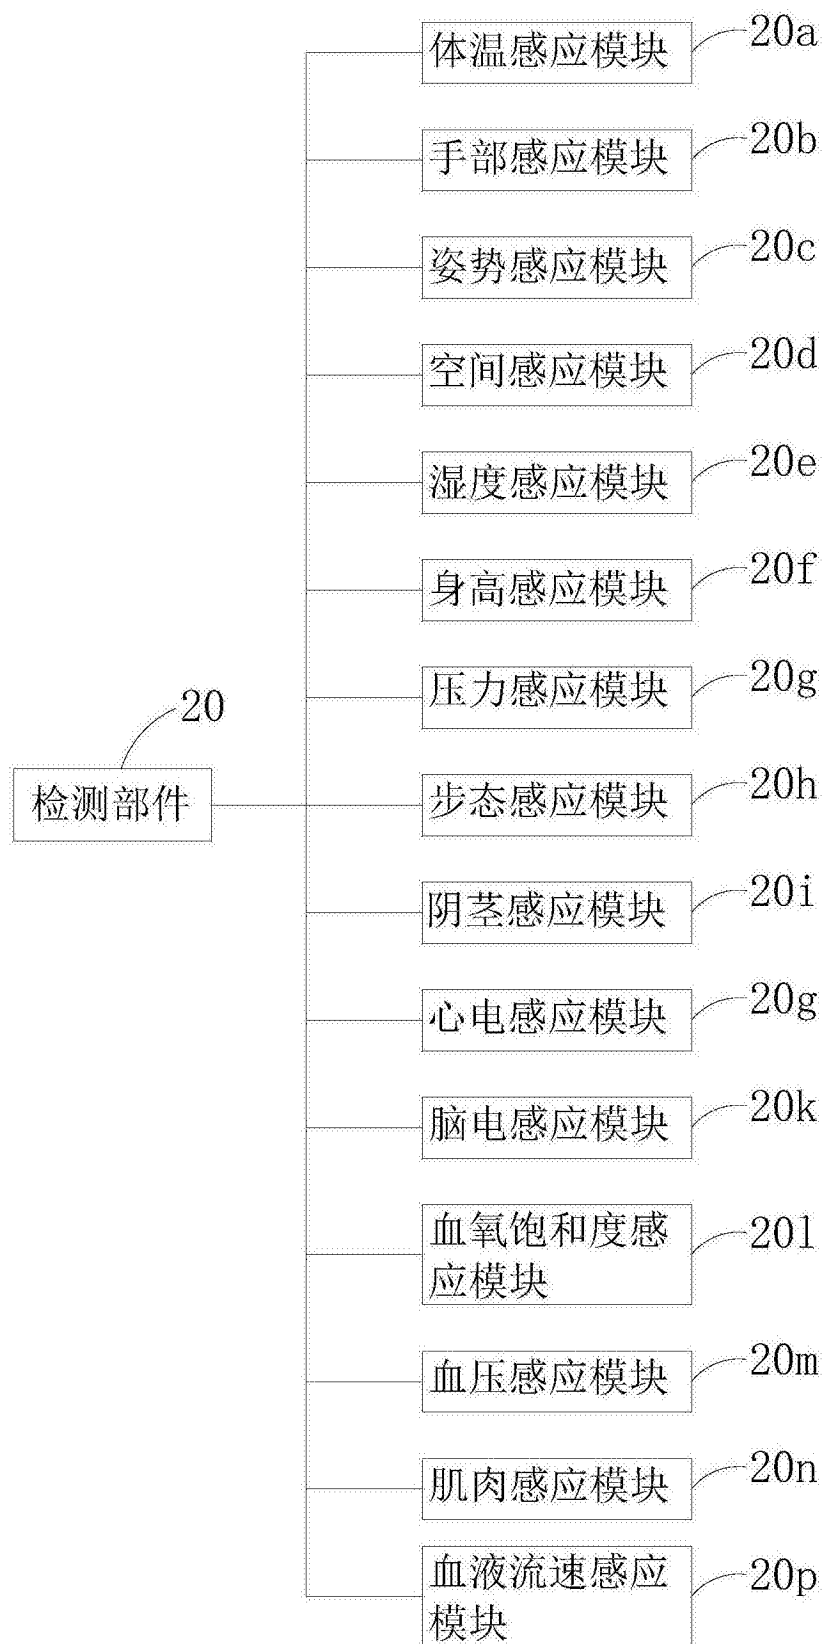 体温感应模块 20a
手部感应模块 20b
姿势感应模块 20c
空间感应模块 20d
湿度感应模块 20e
身高感应模块 20f
压力感应模块 20g
20
检测部件
步态感应模块 20h
阴茎感应模块 20i
心电感应模块 20g
脑电感应模块 20k
血氧饱和度感
应模块
20l
血压感应模块 20m
肌肉感应模块 20n
血液流速感应
模块
20p